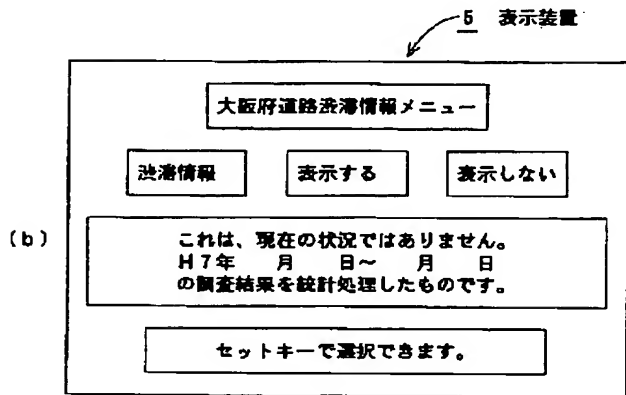 5 表示装置
大阪府道路渋滞情報メニュー
渋滞情報 表示する 表示しない
(b)
これは、現在の状況ではありません。
H7年 月 日~ 月 日
の調査結果を統計処理したものです。
セットキーで選択できます。